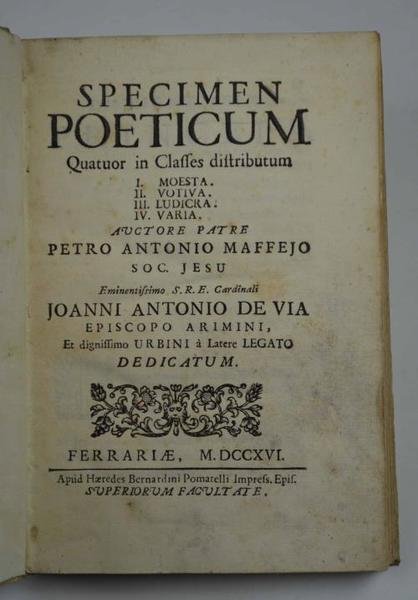 SPECIMEN
POETICUM
Quatuor in Claſſes diſtributum
I. MOESTA.
II. VOTIVA.
III. LUDICRA.
IV. VARIA.
AVCTORE PATRE
PETRO ANTONIO MAFFEJO
SOC. JESU
Eminentiſſimo S. R. E. Cardinali
JOANNI ANTONIO DE VIA
EPISCOPO ARIMINI,
Et digniſſimo URBINI à Latere LEGATO
DEDICATUM.
FERRARIÆ, M.DCCXVI.
Apud Hæredes Bernardini Pomatelli Impreſs. Epiſ.
SUPERIORUM FACULTATE.